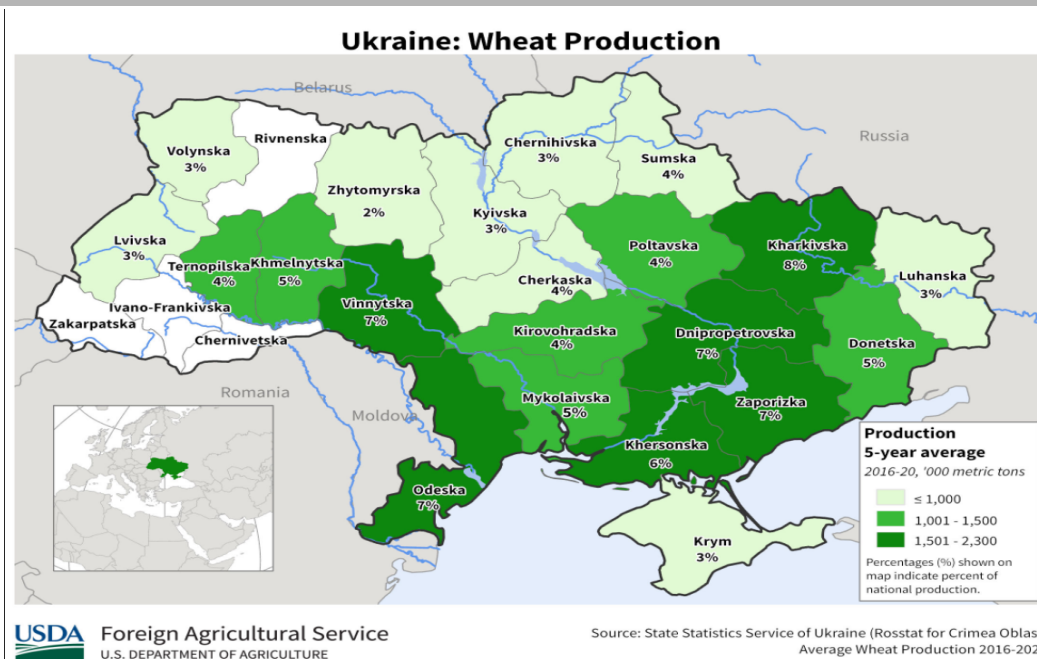 Ukraine: Wheat Production
Belarus
Russia
Rivnenska
Volynska
3%
Chernihivska
3%
Sumska
4%
Zhytomyrska
2%
Kyivska
3%
Lvivska
3%
Ternopilska
4%
Khmelnytska
5%
Poltavska
4%
Kharkivska
8%
Luhanska
3%
Cherkaska
4%
Vinnytska
7%
Ivano-Frankivska
Zakarpatska
Chernivetska
Kirovohradska
4%
Dnipropetrovska
7%
Donetska
5%
Romania
Moldova
Mykolaivska
5%
Zaporizka
7%
Khersonska
6%
Odeska
7%
Krym
3%
Production
5-year average
2016-20, '000 metric tons
≤ 1,000
1,001 - 1,500
1,501 - 2,300
Percentages (%) shown on
map indicate percent of
national production.
USDA
Foreign Agricultural Service
U.S. DEPARTMENT OF AGRICULTURE
Source: State Statistics Service of Ukraine (Rosstat for Crimea Oblas
Average Wheat Production 2016-202